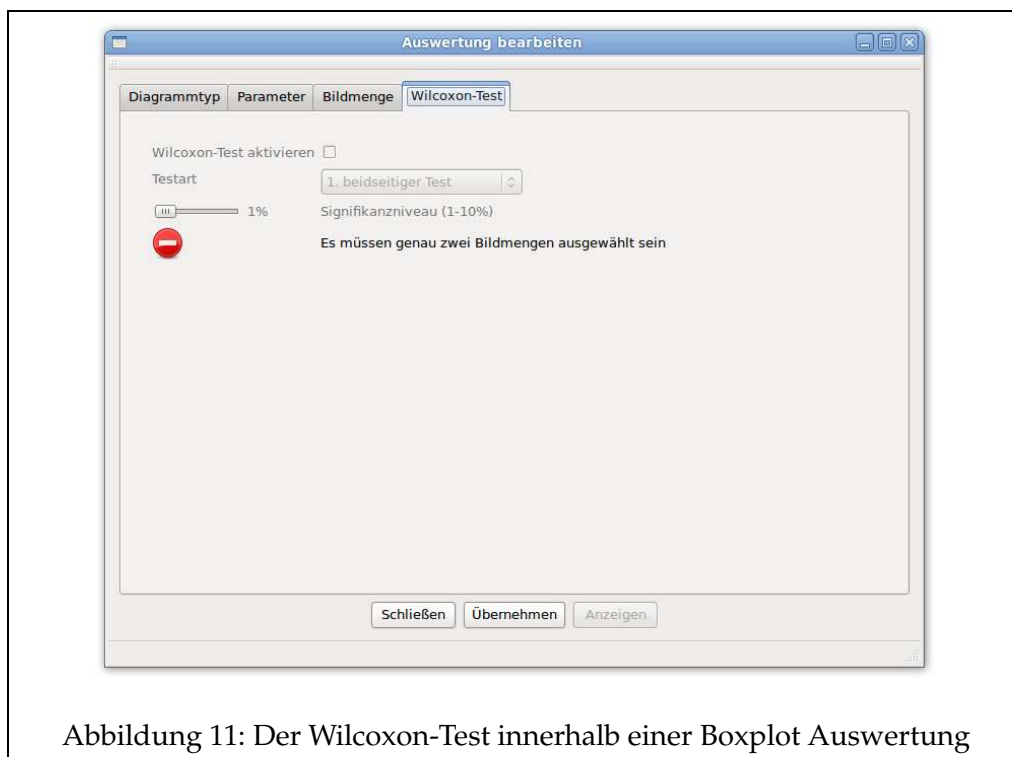 Auswertung bearbeiten
Diagrammtyp Parameter Bildmenge Wilcoxon-Test
Wilcoxon-Test aktivieren
Testart 1. beidseitiger Test
1% Signifikanzniveau (1-10%)
Es müssen genau zwei Bildmengen ausgewählt sein
Schließen Übernehmen Anzeigen
Abbildung 11: Der Wilcoxon-Test innerhalb einer Boxplot Auswertung